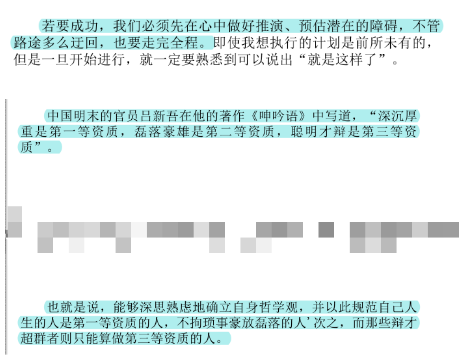 若要成功，我们必须先在心中做好推演、预估潜在的障碍，不管
路途多么迂回，也要走完全程。即使我想执行的计划是前所未有的，
但是一旦开始进行，就一定要熟悉到可以说出“就是这样了”。
中国明末的官员吕新吾在他的著作《呻吟语》中写道，“深沉厚
重是第一等资质，磊落豪雄是第二等资质，聪明才辩是第三等资
质”。
也就是说，能够深思熟虑地确立自身哲学观，并以此规范自己人
生的人是第一等资质的人，不拘琐事豪放磊落的人'次之，而那些辩才
超群者则只能算做第三等资质的人。